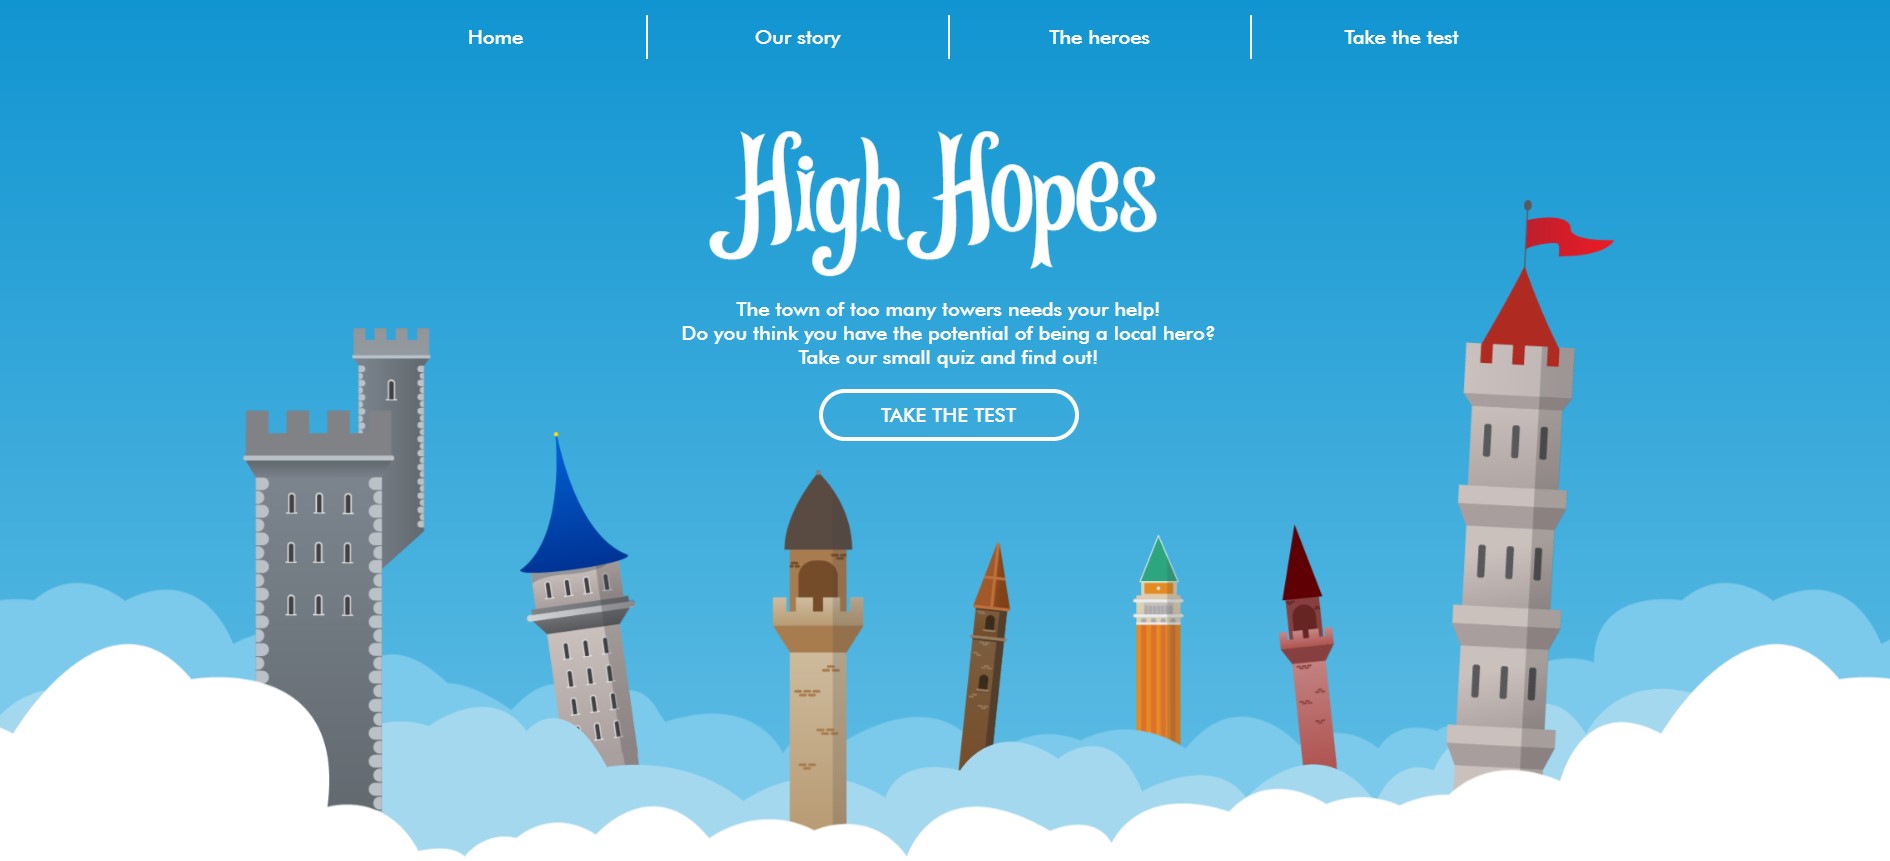 Home
Our story
The heroes
Take the test
High Hopes
The town of too many towers needs your help!
Do you think you have the potential of being a local hero?
Take our small quiz and find out!
TAKE THE TEST